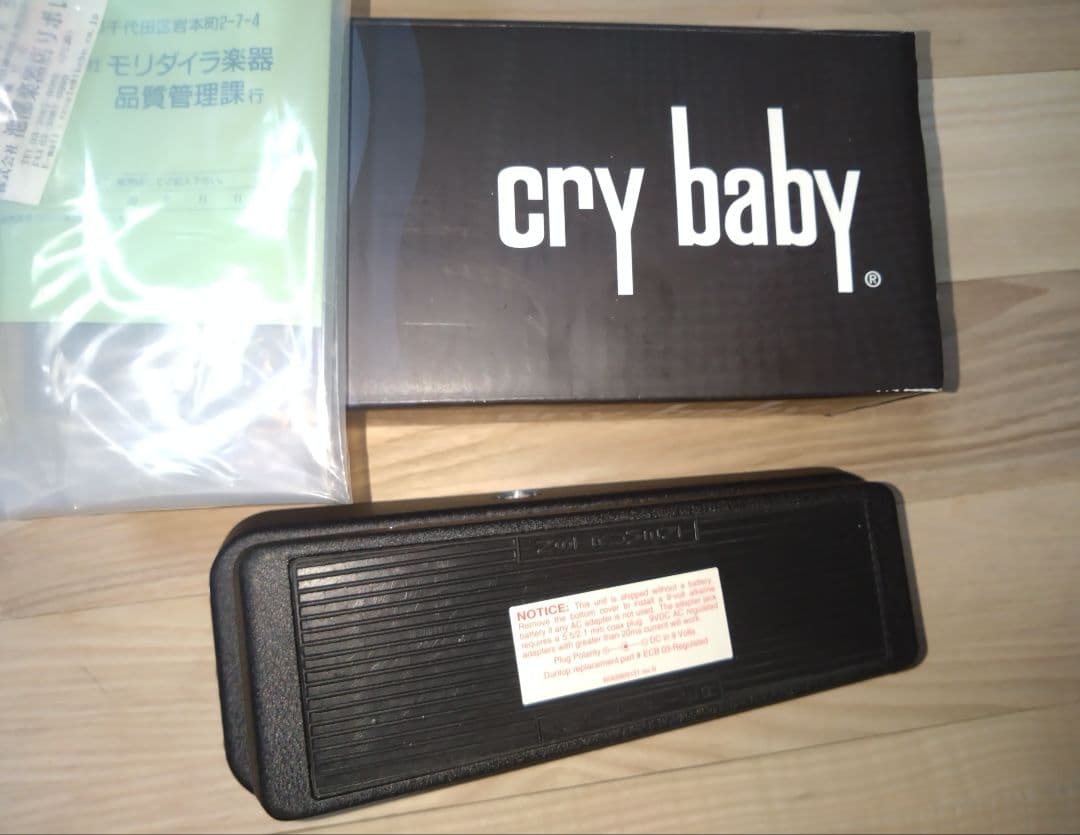 千代田区岩本町2-7-4
モリダイラ楽器
品質管理課行
cry baby
®
NOTICE: This unit is shipped without a battery.
Remove the bottom cover to install a 9-volt alkaline
battery if any AC adapter is not used. The adapter jack
requires a 5.5/2.1 mm coax plug. 9VDC AC regulated
adapters with greater than 20ma current will work.
Plug Polarity DC in 9 Volts
Dunlop replacement part # ECB 03-Regulated